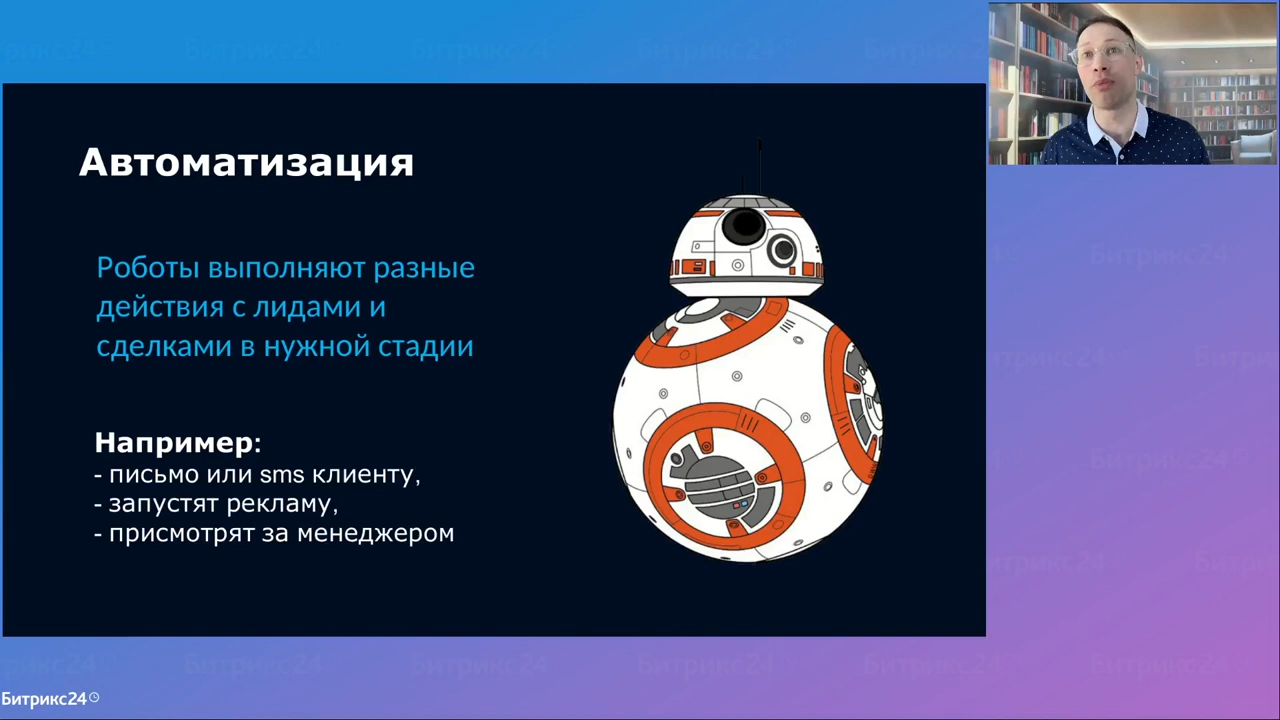 Автоматизация
Роботы выполняют разные
действия с лидами и
сделками в нужной стадии
Например:
- письмо или sms клиенту,
- запустят рекламу,
- присмотрят за менеджером
Битрикс24